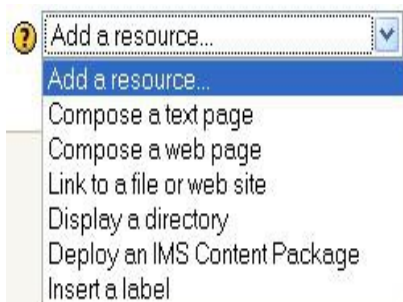 ? Add a resource...
Add a resource...
Compose a text page
Compose a web page
Link to a file or web site
Display a directory
Deploy an IMS Content Package
Insert a label